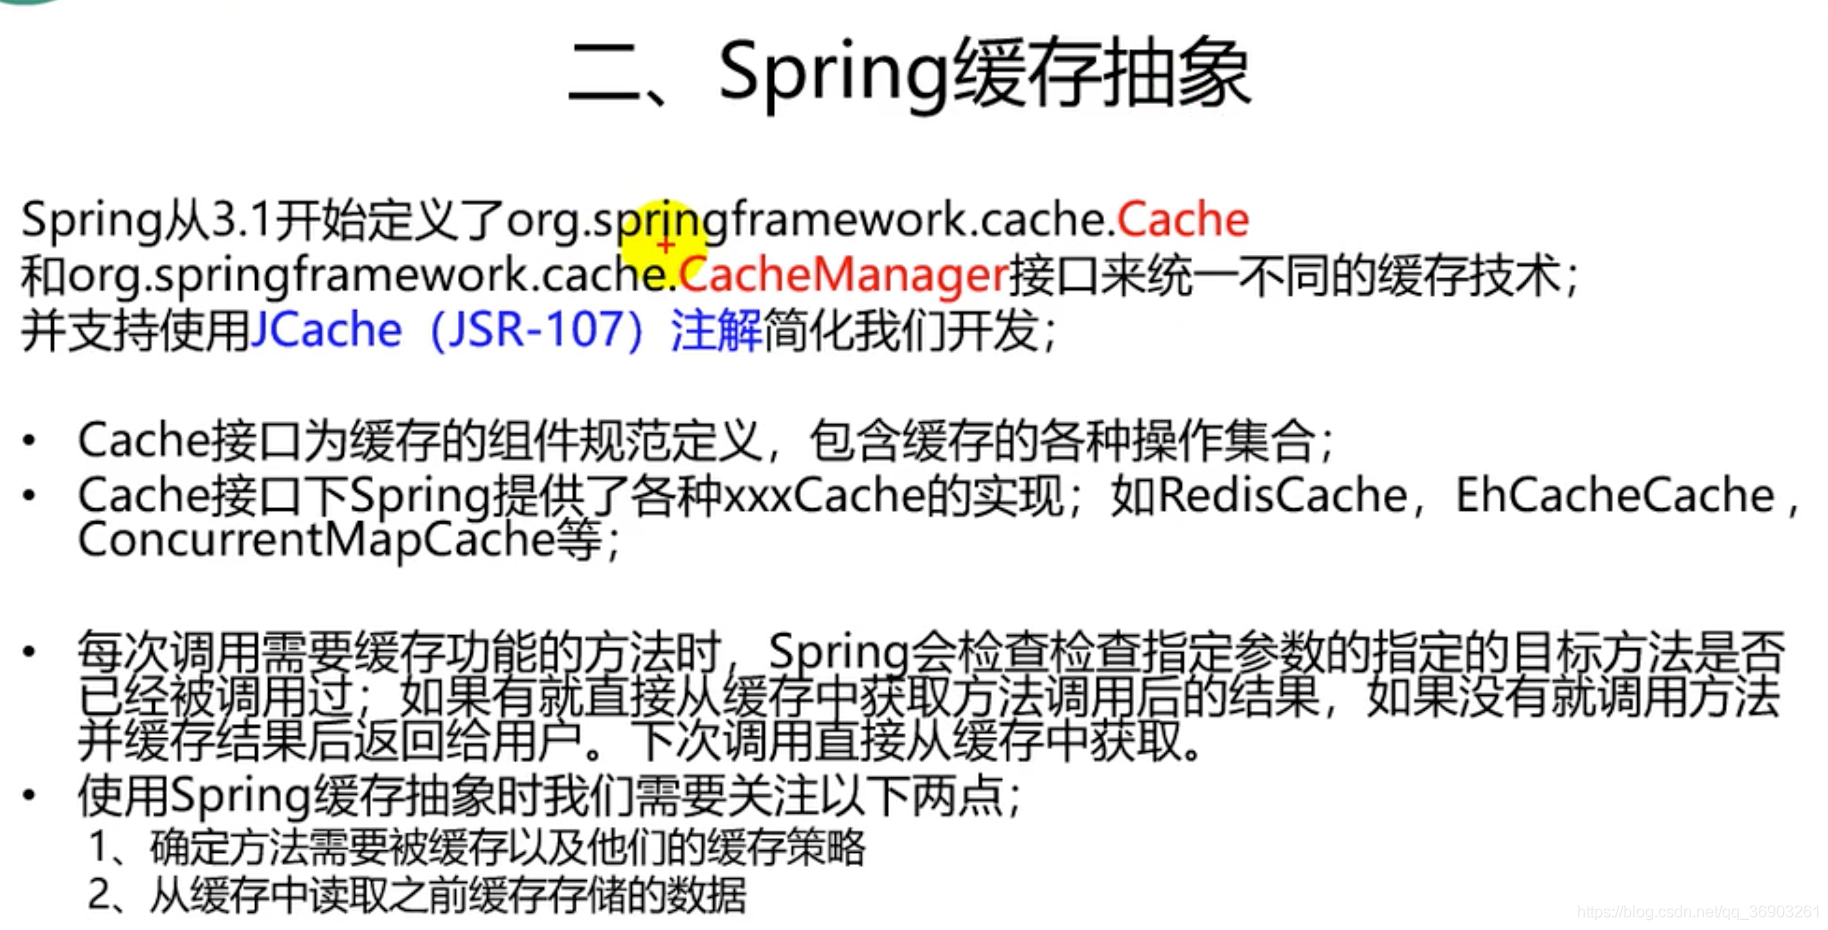 二、Spring缓存抽象
Spring从3.1开始定义了org.springframework.cache.Cache
和org.springframework.cache.CacheManager接口来统一不同的缓存技术；
并支持使用JCache（JSR-107）注解简化我们开发；
• Cache接口为缓存的组件规范定义，包含缓存的各种操作集合；
• Cache接口下Spring提供了各种xxxCache的实现；如RedisCache，EhCacheCache ,
ConcurrentMapCache等；
• 每次调用需要缓存功能的方法时，Spring会检查检查指定参数的指定的目标方法是否
已经被调用过；如果有就直接从缓存中获取方法调用后的结果，如果没有就调用方法
并缓存结果后返回给用户。下次调用直接从缓存中获取。
• 使用Spring缓存抽象时我们需要关注以下两点；
1、确定方法需要被缓存以及他们的缓存策略
2、从缓存中读取之前缓存存储的数据
https://blog.csdn.net/qq_36903261